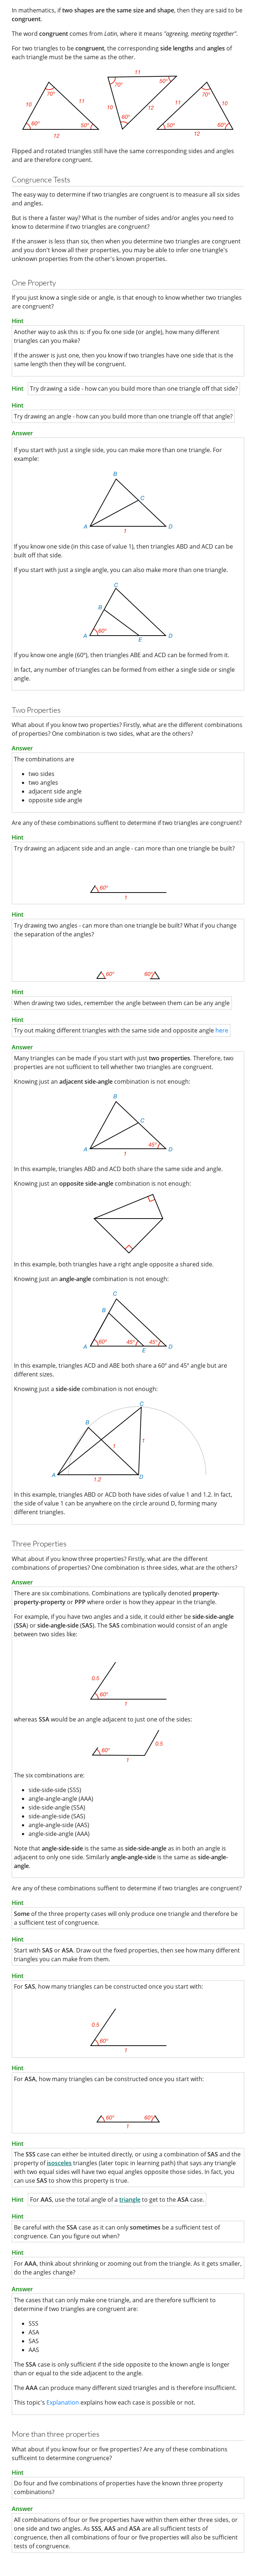 In mathematics, if two shapes are the same size and shape, then they are said to be
congruent.
The word congruent comes from Latin, where it means "agreeing, meeting together".
For two triangles to be congruent, the corresponding side lengths and angles of
each triangle must be the same as the other.
70°
10
11
60°
50°
12
11
70°
50°
10
12
60°
70°
11
10
50°
60°
12
Flipped and rotated triangles still have the same corresponding sides and angles
and are therefore congruent.
Congruence Tests
The easy way to determine if two triangles are congruent is to measure all six sides
and angles.
But is there a faster way? What is the number of sides and/or angles you need to
know to determine if two triangles are congruent?
If the answer is less than six, then when you determine two triangles are congruent
and you don't know all their properties, you may be able to infer one triangle's
unknown properties from the other's known properties.
One Property
If you just know a single side or angle, is that enough to know whether two triangles
are congruent?
Hint
Another way to ask this is: if you fix one side (or angle), how many different
triangles can you make?
If the answer is just one, then you know if two triangles have one side that is the
same length then they will be congruent.
Hint Try drawing a side - how can you build more than one triangle off that side?
Hint
Try drawing an angle - how can you build more than one triangle off that angle?
Answer
If you start with just a single side, you can make more than one triangle. For
example:
B
C
A
D
1
If you know one side (in this case of value 1), then triangles ABD and ACD can be
built off that side.
If you start with just a single angle, you can also make more than one triangle.
C
B
60°
A
D
E
If you know one angle (60°), then triangles ABE and ACD can be formed from it.
In fact, any number of triangles can be formed from either a single side or single
angle.
Two Properties
What about if you know two properties? Firstly, what are the different combinations
of properties? One combination is two sides, what are the others?
Answer
The combinations are
• two sides
• two angles
• adjacent side angle
• opposite side angle
Are any of these combinations suffient to determine if two triangles are congruent?
Hint
Try drawing an adjacent side and an angle - can more than one triangle be built?
60°
1
Hint
Try drawing two angles - can more than one triangle be built? What if you change
the separation of the angles?
60°
60°
Hint
When drawing two sides, remember the angle between them can be any angle
Hint
Try out making different triangles with the same side and opposite angle here
Answer
Many triangles can be made if you start with just two properties. Therefore, two
properties are not sufficient to tell whether two triangles are congruent.
Knowing just an adjacent side-angle combination is not enough:
B
C
45°
A
D
1
In this example, triangles ABD and ACD both share the same side and angle.
Knowing just an opposite side-angle combination is not enough:
In this example, both triangles have a right angle opposite a shared side.
Knowing just an angle-angle combination is not enough:
C
B
60°
45°
45°
A
D
E
In this example, triangles ACD and ABE both share a 60° and 45° angle but are
different sizes.
Knowing just a side-side combination is not enough:
C
B
1
1
A
D
1.2
In this example, triangles ABD or ACD both have sides of value 1 and 1.2. In fact,
the side of value 1 can be anywhere on the circle around D, forming many
different triangles.
Three Properties
What about if you know three properties? Firstly, what are the different
combinations of properties? One combination is three sides, what are the others?
Answer
There are six combinations. Combinations are typically denoted property-
property-property or PPP where order is how they appear in the triangle.
For example, if you have two angles and a side, it could either be side-side-angle
(SSA) or side-angle-side (SAS). The SAS combination would consist of an angle
between two sides like:
0.5
60°
1
whereas SSA would be an angle adjacent to just one of the sides:
60°
0.5
1
The six combinations are:
• side-side-side (SSS)
• angle-angle-angle (AAA)
• side-side-angle (SSA)
• side-angle-side (SAS)
• angle-angle-side (AAS)
• angle-side-angle (AAA)
Note that angle-side-side is the same as side-side-angle as in both an angle is
adjacent to only one side. Similarly angle-angle-side is the same as side-angle-
angle.
Are any of these combinations suffient to determine if two triangles are congruent?
Hint
Some of the three property cases will only produce one triangle and therefore be
a sufficient test of congruence.
Hint
Start with SAS or ASA. Draw out the fixed properties, then see how many different
triangles you can make from them.
Hint
For SAS, how many triangles can be constructed once you start with:
0.5
60°
1
Hint
For ASA, how many triangles can be constructed once you start with:
60°
60°
1
Hint
The SSS case can either be intuited directly, or using a combination of SAS and the
property of isosceles triangles (later topic in learning path) that says any triangle
with two equal sides will have two equal angles opposite those sides. In fact, you
can use SAS to show this property is true.
Hint For AAS, use the total angle of a triangle to get to the ASA case.
Hint
Be careful with the SSA case as it can only sometimes be a sufficient test of
congruence. Can you figure out when?
Hint
For AAA, think about shrinking or zooming out from the triangle. As it gets smaller,
do the angles change?
Answer
The cases that can only make one triangle, and are therefore sufficient to
determine if two triangles are congruent are:
• SSS
• ASA
• SAS
• AAS
The SSA case is only sufficient if the side opposite to the known angle is longer
than or equal to the side adjacent to the angle.
The AAA can produce many different sized triangles and is therefore insufficient.
This topic's Explanation explains how each case is possible or not.
More than three properties
What about if you know four or five properties? Are any of these combinations
sufficeint to determine congruence?
Hint
Do four and five combinations of properties have the known three property
combinations?
Answer
All combinations of four or five properties have within them either three sides, or
one side and two angles. As SSS, AAS and ASA are all sufficient tests of
congruence, then all combinations of four or five properties will also be sufficient
tests of congruence.